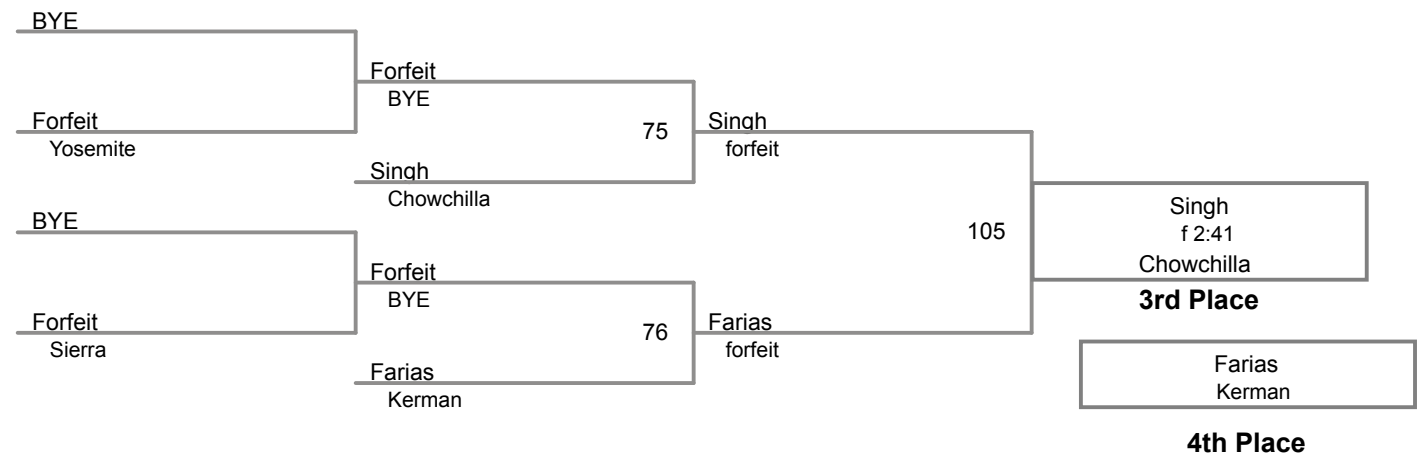 BYE
Forfeit
BYE
Forfeit
Yosemite
75
Singh
forfeit
Singh
Chowchilla
BYE
105
Singh
f 2:41
Chowchilla
3rd Place
Forfeit
BYE
Forfeit
Sierra
76
Farias
forfeit
Farias
Kerman
Farias
Kerman
4th Place